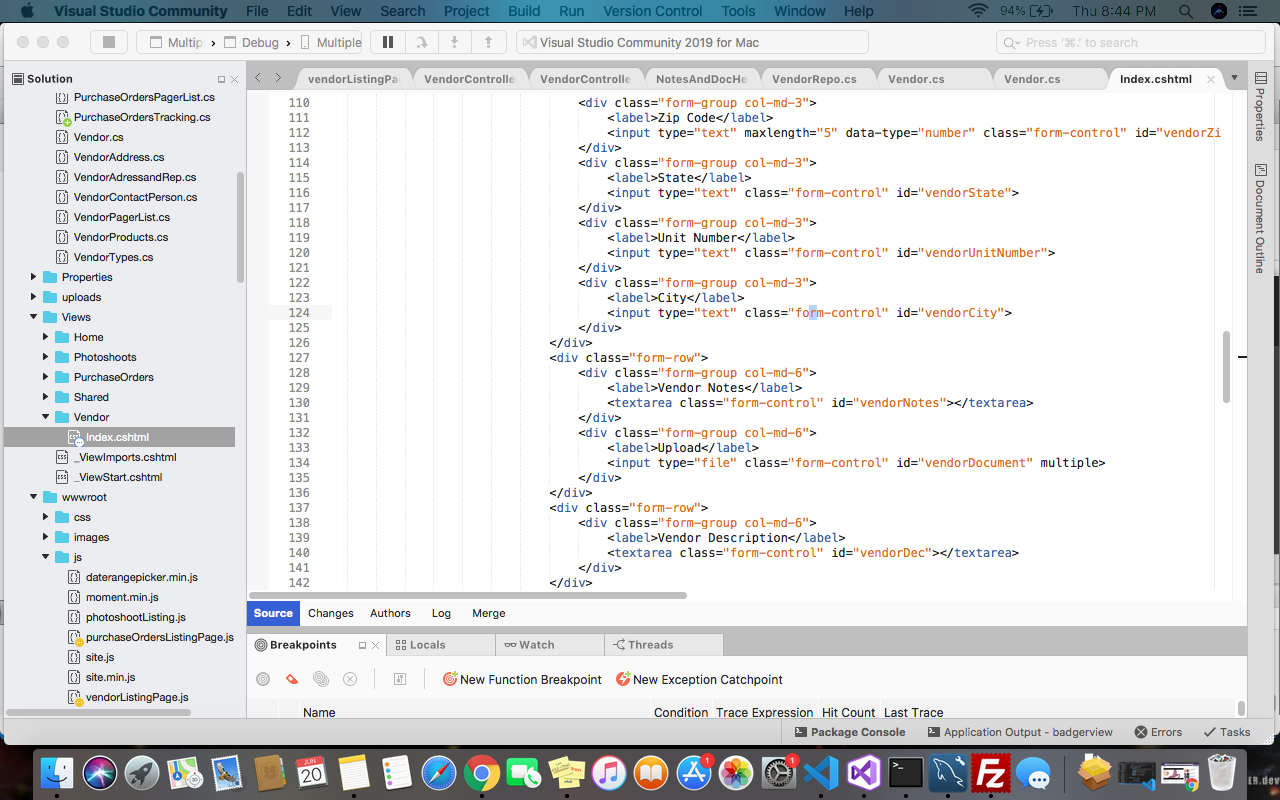 Visual Studio Community File Edit View Search Project Build Run Version Control Tools Window Help 94% Thu 8:44 PM
Multip › Debug › Multiple Visual Studio Community 2019 for Mac Press '⌘.' to search
Solution
PurchaseOrdersPagerList.cs
PurchaseOrdersTracking.cs
Vendor.cs
VendorAddress.cs
VendorAdressandRep.cs
VendorContactPerson.cs
VendorPagerList.cs
VendorProducts.cs
VendorTypes.cs
Properties
uploads
Views
Home
Photoshoots
PurchaseOrders
Shared
Vendor
Index.cshtml
_ViewImports.cshtml
_ViewStart.cshtml
wwwroot
css
images
js
daterangepicker.min.js
moment.min.js
photoshootListing.js
purchaseOrdersListingPage.js
site.js
site.min.js
vendorListingPage.js
vendorListingPa VendorControlle VendorControlle NotesAndDocHe VendorRepo.cs Vendor.cs Vendor.cs Index.cshtml
110 <div class="form-group col-md-3">
111 <label>Zip Code</label>
112 <input type="text" maxlength="5" data-type="number" class="form-control" id="vendorZi
113 </div>
114 <div class="form-group col-md-3">
115 <label>State</label>
116 <input type="text" class="form-control" id="vendorState">
117 </div>
118 <div class="form-group col-md-3">
119 <label>Unit Number</label>
120 <input type="text" class="form-control" id="vendorUnitNumber">
121 </div>
122 <div class="form-group col-md-3">
123 <label>City</label>
124 <input type="text" class="form-control" id="vendorCity">
125 </div>
126 </div>
127 <div class="form-row">
128 <div class="form-group col-md-6">
129 <label>Vendor Notes</label>
130 <textarea class="form-control" id="vendorNotes"></textarea>
131 </div>
132 <div class="form-group col-md-6">
133 <label>Upload</label>
134 <input type="file" class="form-control" id="vendorDocument" multiple>
135 </div>
136 </div>
137 <div class="form-row">
138 <div class="form-group col-md-6">
139 <label>Vendor Description</label>
140 <textarea class="form-control" id="vendorDec"></textarea>
141 </div>
142 </div>
Properties
Document Outline
Source Changes Authors Log Merge
Breakpoints Locals Watch Threads
New Function Breakpoint New Exception Catchpoint
Name Condition Trace Expression Hit Count Last Trace
Package Console Application Output - badgerview Errors Tasks
JUN
20
1
1
ER.dev